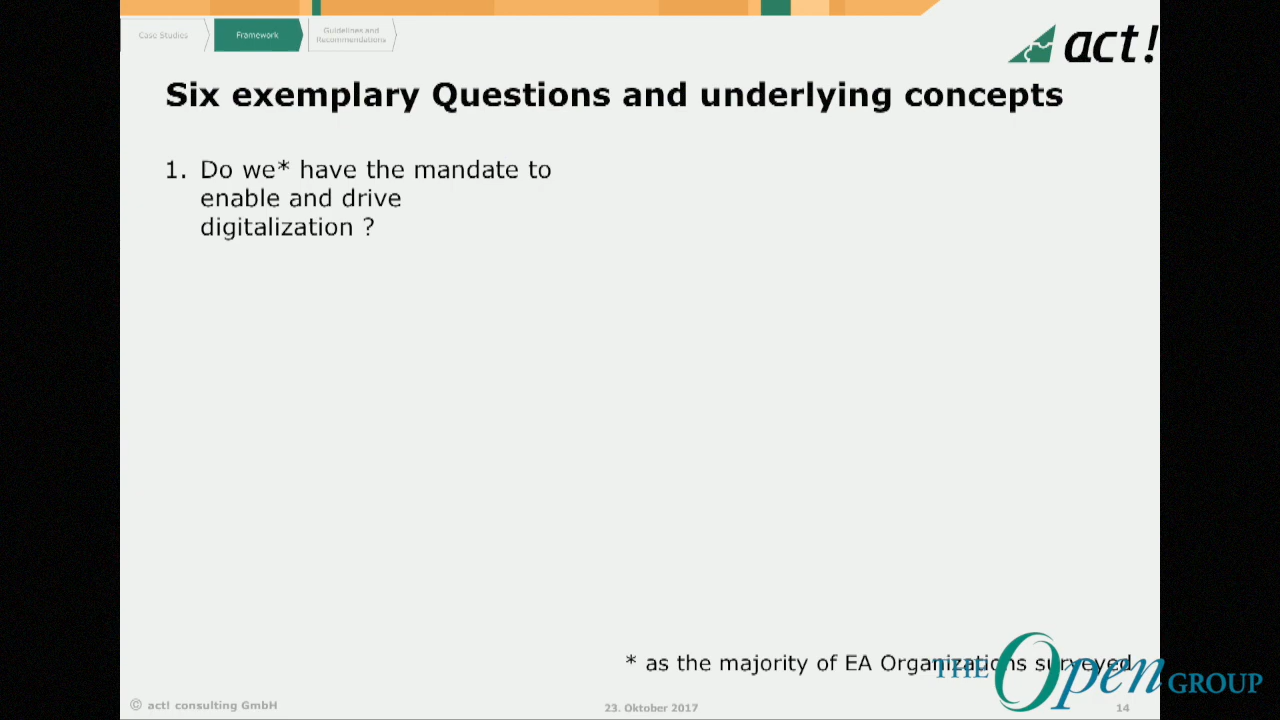 Case Studies
Framework
Guidelines and
Recommendations
act!
Six exemplary Questions and underlying concepts
1. Do we* have the mandate to
enable and drive
digitalization ?
* as the majority of EA Organizations surveyed
THE Open GROUP
© act! consulting GmbH
23. Oktober 2017
14